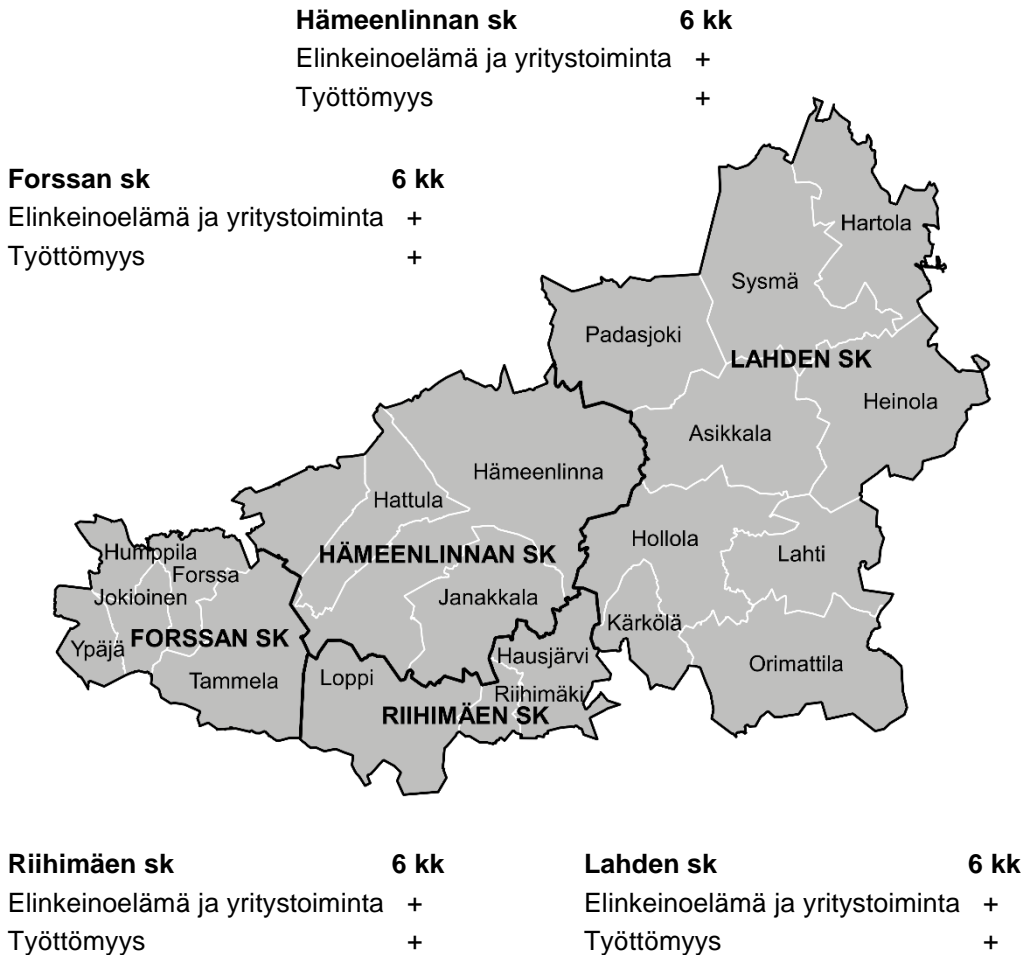 Hämeenlinnan sk 6 kk
Elinkeinoelämä ja yritystoiminta +
Työttömyys +
Forssan sk 6 kk
Elinkeinoelämä ja yritystoiminta +
Työttömyys +
Hartola
Sysmä
Padasjoki
LAHDEN SK
Heinola
Asikkala
Hämeenlinna
Hattula
Hollola
Lahti
Humppila
HÄMEENLINNAN SK
Forssa
Jokioinen
Janakkala
Kärkölä
Ypäjä
FORSSAN SK
Hausjärvi
Orimattila
Tammela
Loppi
Riihimäki
RIIHIMÄEN SK
Riihimäen sk 6 kk
Elinkeinoelämä ja yritystoiminta +
Työttömyys +
Lahden sk 6 kk
Elinkeinoelämä ja yritystoiminta +
Työttömyys +